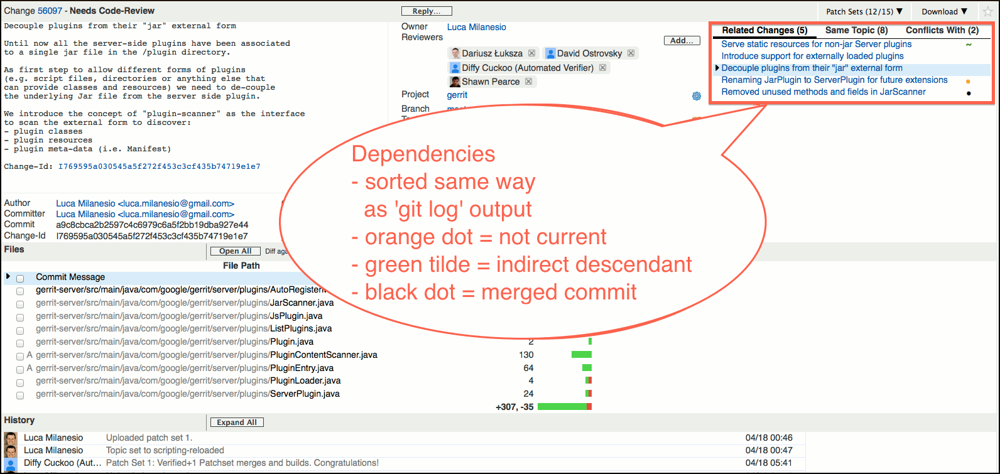 Change 56097 - Needs Code-Review
Reply...
Patch Sets (12/15) ▼
Download ▼
Decouple plugins from their "jar" external form
Until now all the server-side plugins have been associated
to a single jar file in the /plugin directory.
As first step to allow different forms of plugins
(e.g. script files, directories or anything else that
can provide classes and resources) we need to de-couple
the underlying Jar file from the server side plugin.
We introduce the concept of "plugin-scanner" as the interface
to scan the external form to discover:
- plugin classes
- plugin resources
- plugin meta-data (i.e. Manifest)
Change-Id: I769595a030545a5f272f453c3cf435b74719e1e7
Owner Luca Milanesio
Reviewers
Add...
Dariusz Łuksza
David Ostrovsky
Diffy Cuckoo (Automated Verifier)
Shawn Pearce
Project gerrit
Branch
Related Changes (5) Same Topic (8) Conflicts With (2)
Serve static resources for non-jar Server plugins ~
Introduce support for externally loaded plugins
Decouple plugins from their "jar" external form
Renaming JarPlugin to ServerPlugin for future extensions
Removed unused methods and fields in JarScanner
Dependencies
- sorted same way
as 'git log' output
- orange dot = not current
- green tilde = indirect descendant
- black dot = merged commit
Author Luca Milanesio <luca.milanesio@gmail.com>
Committer Luca Milanesio <luca.milanesio@gmail.com>
Commit a9c8cbca2b2597c4c6979c6a5f2bb19dba927e44
Change-Id I769595a030545a5f272f453c3cf435b74719e1e7
Files
Open All
Diff
File Path
Commit Message
gerrit-server/src/main/java/com/google/gerrit/server/plugins/
gerrit-server/src/main/java/com/google/gerrit/server/plugins/JarScanner.java
gerrit-server/src/main/java/com/google/gerrit/server/plugins/JsPlugin.java
gerrit-server/src/main/java/com/google/gerrit/server/plugins/ListPlugins.java
gerrit-server/src/main/java/com/google/gerrit/server/plugins/Plugin.java 2
A gerrit-server/src/main/java/com/google/gerrit/server/plugins/PluginContentScanner.java 130
A gerrit-server/src/main/java/com/google/gerrit/server/plugins/PluginEntry.java 64
gerrit-server/src/main/java/com/google/gerrit/server/plugins/PluginLoader.java 4
gerrit-server/src/main/java/com/google/gerrit/server/plugins/ServerPlugin.java 24
+307, -35
History
Expand All
Luca Milanesio Uploaded patch set 1. 04/18 00:46
Luca Milanesio Topic set to scripting-reloaded 04/18 00:47
Diffy Cuckoo (Aut... Patch Set 1: Verified+1 Patchset merges and builds. Congratulations! 04/18 05:41